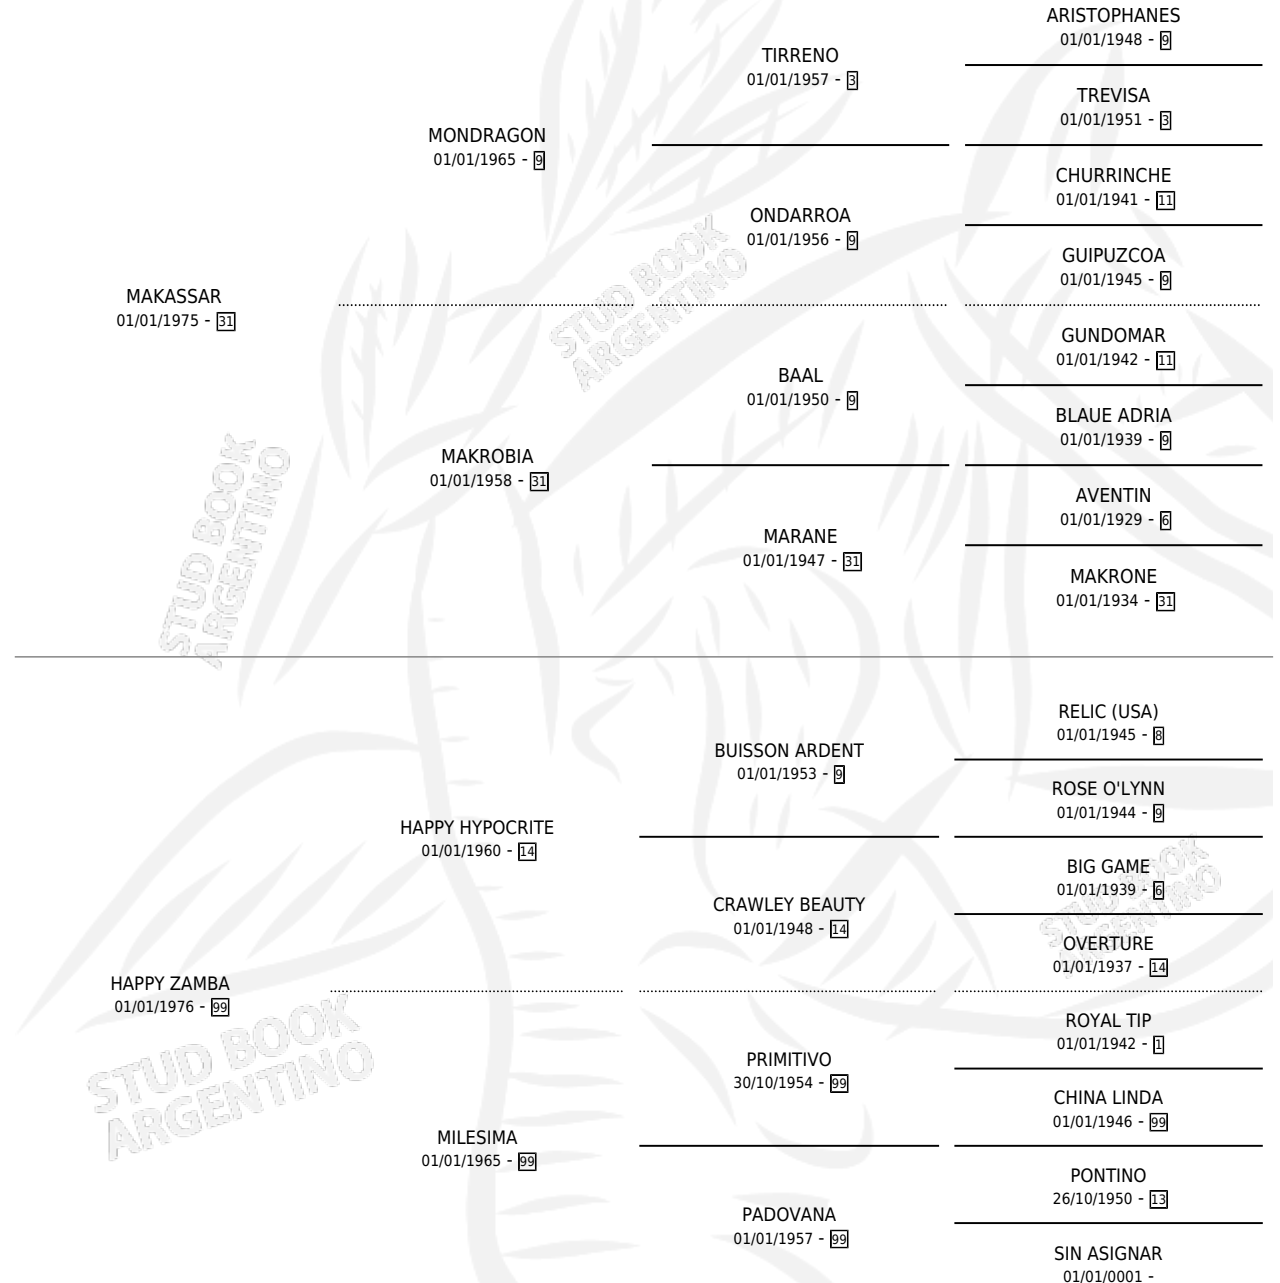 ARISTOPHANES
01/01/1948 - 9
TIRRENO
01/01/1957 - 3
TREVISA
01/01/1951 - 3
MONDRAGON
01/01/1965 - 9
CHURRINCHE
01/01/1941 - 11
ONDARROA
01/01/1956 - 9
GUIPUZCOA
01/01/1945 - 9
MAKASSAR
01/01/1975 - 31
STUD BOOK
ARGENTINO
GUNDOMAR
01/01/1942 - 11
BAAL
01/01/1950 - 9
BLAUE ADRIA
01/01/1939 - 9
MAKROBIA
01/01/1958 - 31
AVENTIN
01/01/1929 - 6
MARANE
01/01/1947 - 31
MAKRONE
01/01/1934 - 31
STUD BOOK
ARGENTINO
RELIC (USA)
01/01/1945 - 8
BUISSON ARDENT
01/01/1953 - 9
ROSE O'LYNN
01/01/1944 - 9
HAPPY HYPOCRITE
01/01/1960 - 14
BIG GAME
01/01/1939 - 6
CRAWLEY BEAUTY
01/01/1948 - 14
STUD BOOK
ARGENTINO
OVERTURE
01/01/1937 - 14
HAPPY ZAMBA
01/01/1976 - 99
ROYAL TIP
01/01/1942 - 1
STUD BOOK
ARGENTINO
PRIMITIVO
30/10/1954 - 99
CHINA LINDA
01/01/1946 - 99
MILESIMA
01/01/1965 - 99
PONTINO
26/10/1950 - 13
PADOVANA
01/01/1957 - 99
SIN ASIGNAR
01/01/0001 -